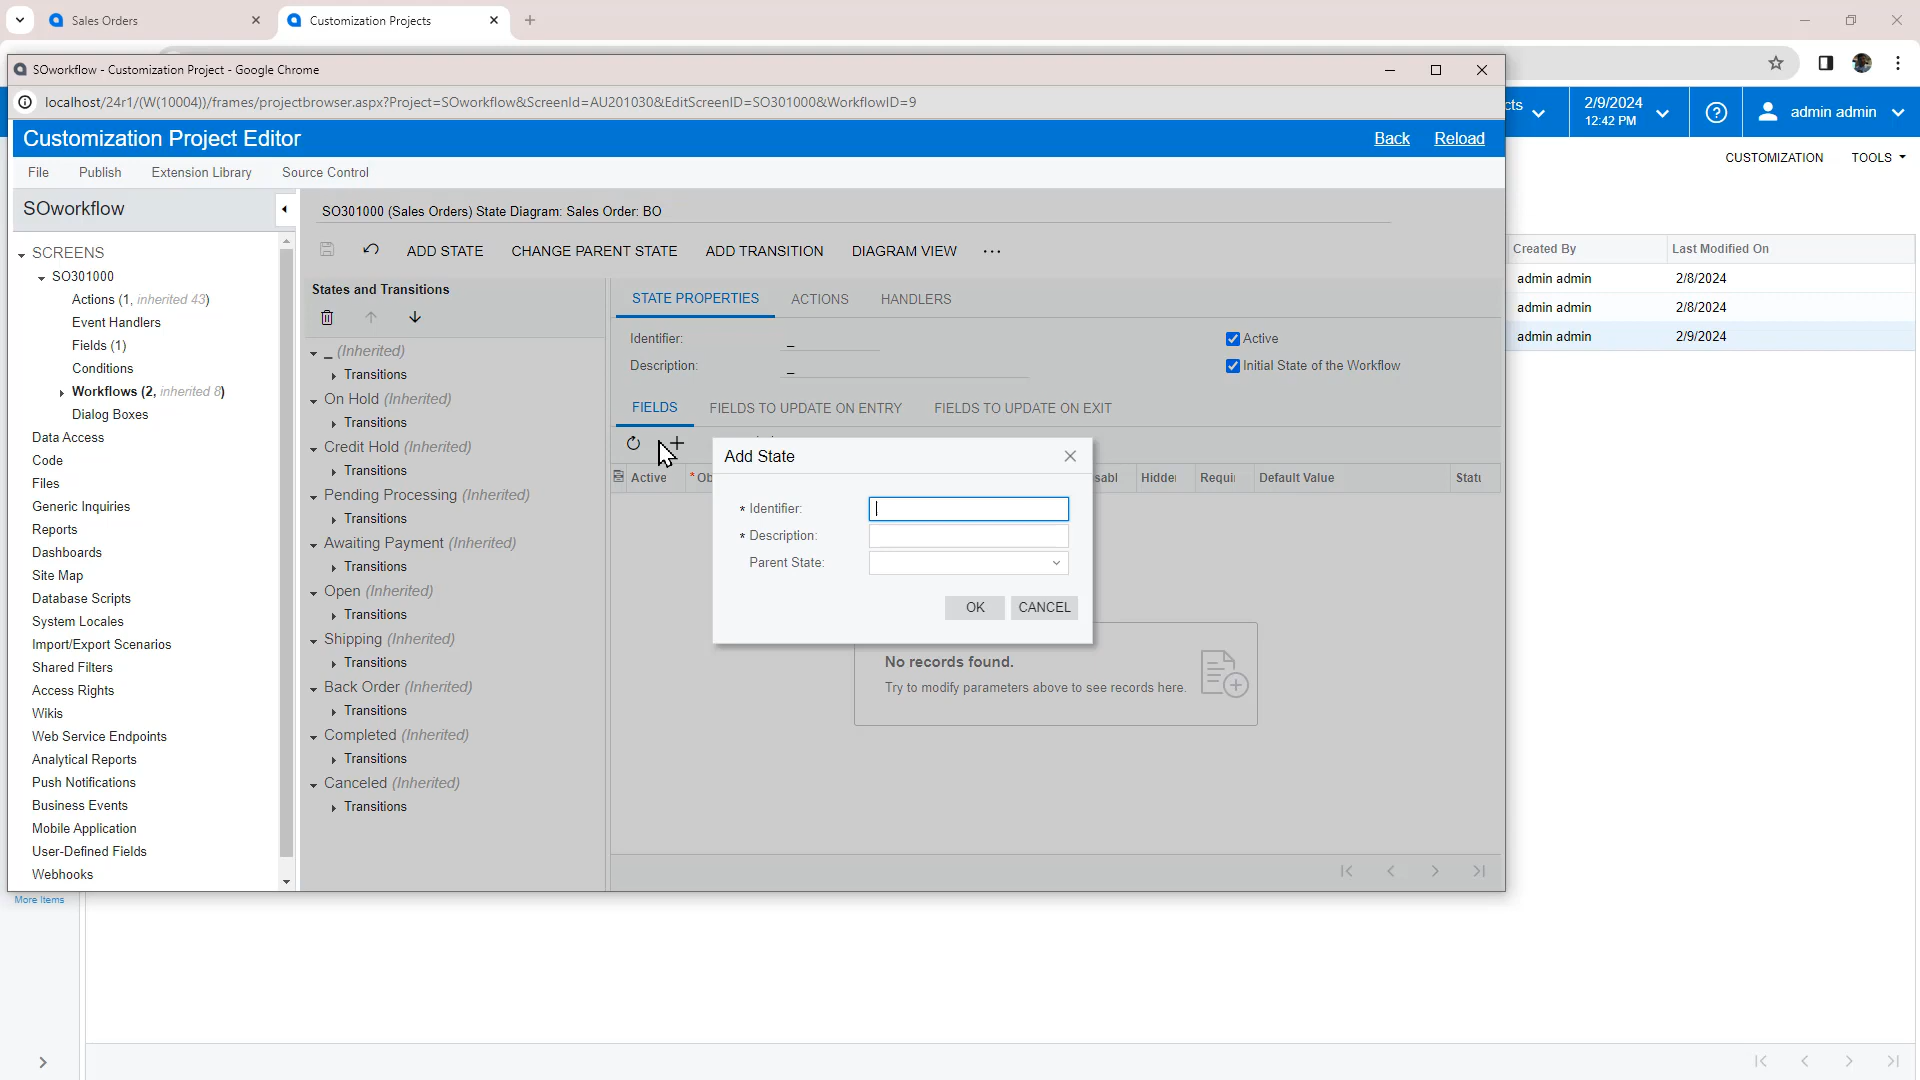 Sales Orders
Customization Projects
SOworkflow - Customization Project - Google Chrome
localhost/24r1/(W(10004))/frames/projectbrowser.aspx?Project=SOworkflow&ScreenId=AU201030&EditScreenID=SO301000&WorkflowID=9
cts
2/9/2024
12:42 PM
admin admin
Customization Project Editor
Back
Reload
File
Publish
Extension Library
Source Control
CUSTOMIZATION
TOOLS
SOworkflow
SO301000 (Sales Orders) State Diagram: Sales Order: BO
ADD STATE
CHANGE PARENT STATE
ADD TRANSITION
DIAGRAM VIEW
...
SCREENS
SO301000
Actions (1, inherited 43)
Event Handlers
Fields (1)
Conditions
Workflows (2, inherited 8)
Dialog Boxes
Data Access
Code
Files
Generic Inquiries
Reports
Dashboards
Site Map
Database Scripts
System Locales
Import/Export Scenarios
Shared Filters
Access Rights
Wikis
Web Service Endpoints
Analytical Reports
Push Notifications
Business Events
Mobile Application
User-Defined Fields
Webhooks
More Items
States and Transitions
_ (Inherited)
Transitions
On Hold (Inherited)
Transitions
Credit Hold (Inherited)
Transitions
Pending Processing (Inherited)
Transitions
Awaiting Payment (Inherited)
Transitions
Open (Inherited)
Transitions
Shipping (Inherited)
Transitions
Back Order (Inherited)
Transitions
Completed (Inherited)
Transitions
Canceled (Inherited)
Transitions
STATE PROPERTIES
ACTIONS
HANDLERS
Identifier: _
Active
Description: _
Initial State of the Workflow
FIELDS
FIELDS TO UPDATE ON ENTRY
FIELDS TO UPDATE ON EXIT
Active
* Ob
sabl
Hidde
Requi
Default Value
Statu
Add State
* Identifier:
* Description:
Parent State:
OK
CANCEL
No records found.
Try to modify parameters above to see records here.
Created By
Last Modified On
admin admin
2/8/2024
admin admin
2/8/2024
admin admin
2/9/2024